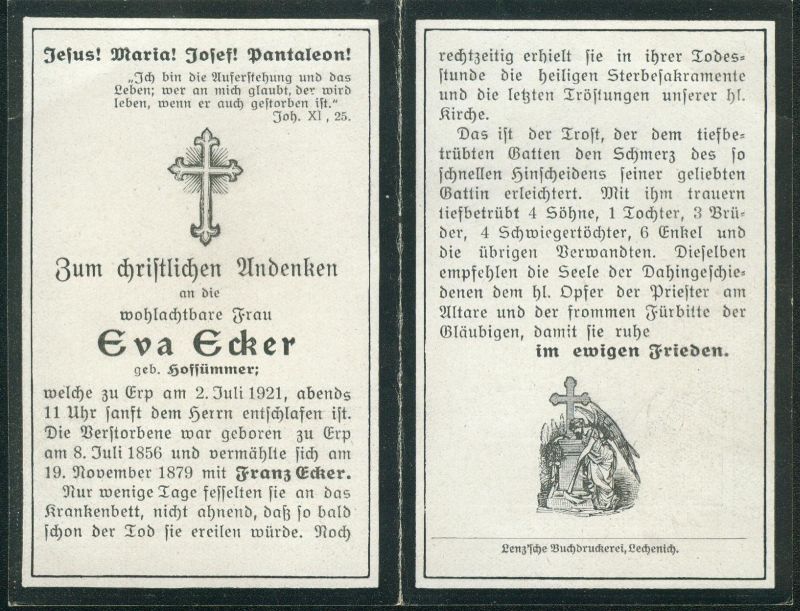 Jesus! Maria! Josef! Pantaleon!
„Ich bin die Auferstehung und das
Leben; wer an mich glaubt, der wird
leben, wenn er auch gestorben ist.“
Joh. XI, 25.
Zum christlichen Andenken
an die
wohlachtbare Frau
Eva Ecker
geb. Hoffümmer;
welche zu Erp am 2. Juli 1921, abends
11 Uhr sanft dem Herrn entschlafen ist.
Die Verstorbene war geboren zu Erp
am 8. Juli 1856 und vermählte sich am
19. November 1879 mit Franz Ecker.
Nur wenige Tage fesselten sie an das
Krankenbett, nicht ahnend, daß so bald
schon der Tod sie ereilen würde. Noch
rechtzeitig erhielt sie in ihrer Todes-
stunde die heiligen Sterbesakramente
und die letzten Tröstungen unserer hl.
Kirche.
Das ist der Trost, der dem tiefbe-
trübten Gatten den Schmerz des so
schnellen Hinscheidens seiner geliebten
Gattin erleichtert. Mit ihm trauern
tiefbetrübt 4 Söhne, 1 Tochter, 3 Brü-
der, 4 Schwiegertöchter, 6 Enkel und
die übrigen Verwandten. Dieselben
empfehlen die Seele der Dahingeschie-
denen dem hl. Opfer der Priester am
Altare und der frommen Fürbitte der
Gläubigen, damit sie ruhe
im ewigen Frieden.
Lenz'sche Buchdruckerei, Lechenich.